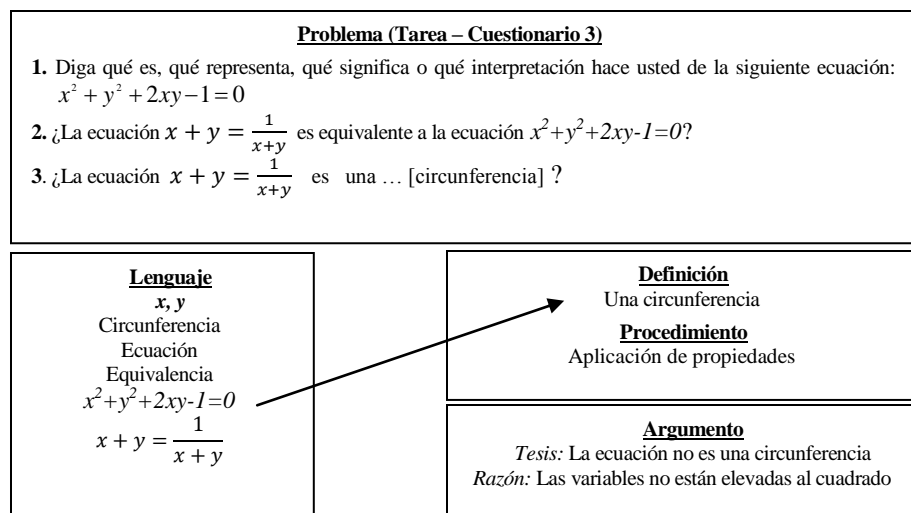 Problema (Tarea – Cuestionario 3)
1. Diga qué es, qué representa, qué significa o qué interpretación hace usted de la siguiente ecuación:
x² + y² + 2xy − 1 = 0
2. ¿La ecuación x + y = 1/(x+y) es equivalente a la ecuación x²+y²+2xy-1=0?
3. ¿La ecuación x + y = 1/(x+y) es una … [circunferencia] ?
Lenguaje
x, y
Circunferencia
Ecuación
Equivalencia
x²+y²+2xy-1=0
x + y = 1/(x + y)
Definición
Una circunferencia
Procedimiento
Aplicación de propiedades
Argumento
Tesis: La ecuación no es una circunferencia
Razón: Las variables no están elevadas al cuadrado